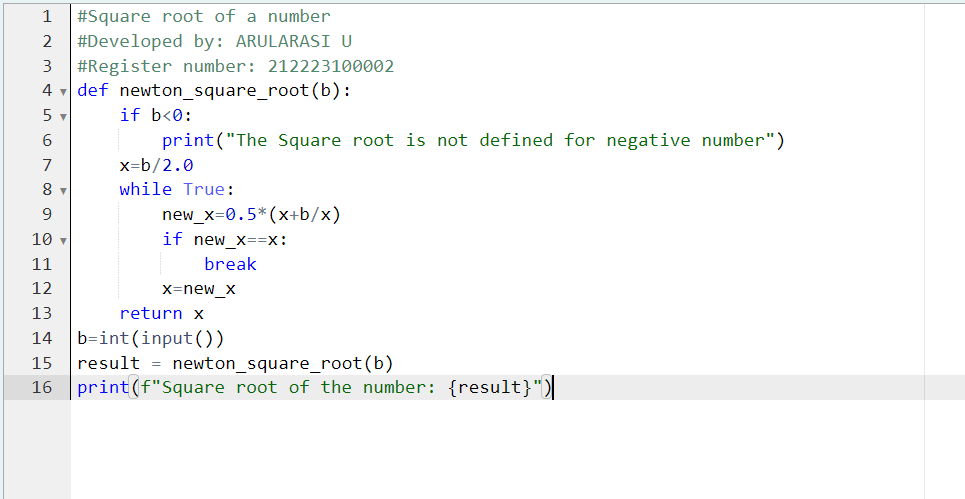 1 #Square root of a number
2 #Developed by: ARULARASI U
3 #Register number: 212223100002
4 def newton_square_root(b):
5     if b<0:
6         print("The Square root is not defined for negative number")
7     x=b/2.0
8     while True:
9         new_x=0.5*(x+b/x)
10         if new_x==x:
11             break
12         x=new_x
13     return x
14 b=int(input())
15 result = newton_square_root(b)
16 print(f"Square root of the number: {result}")